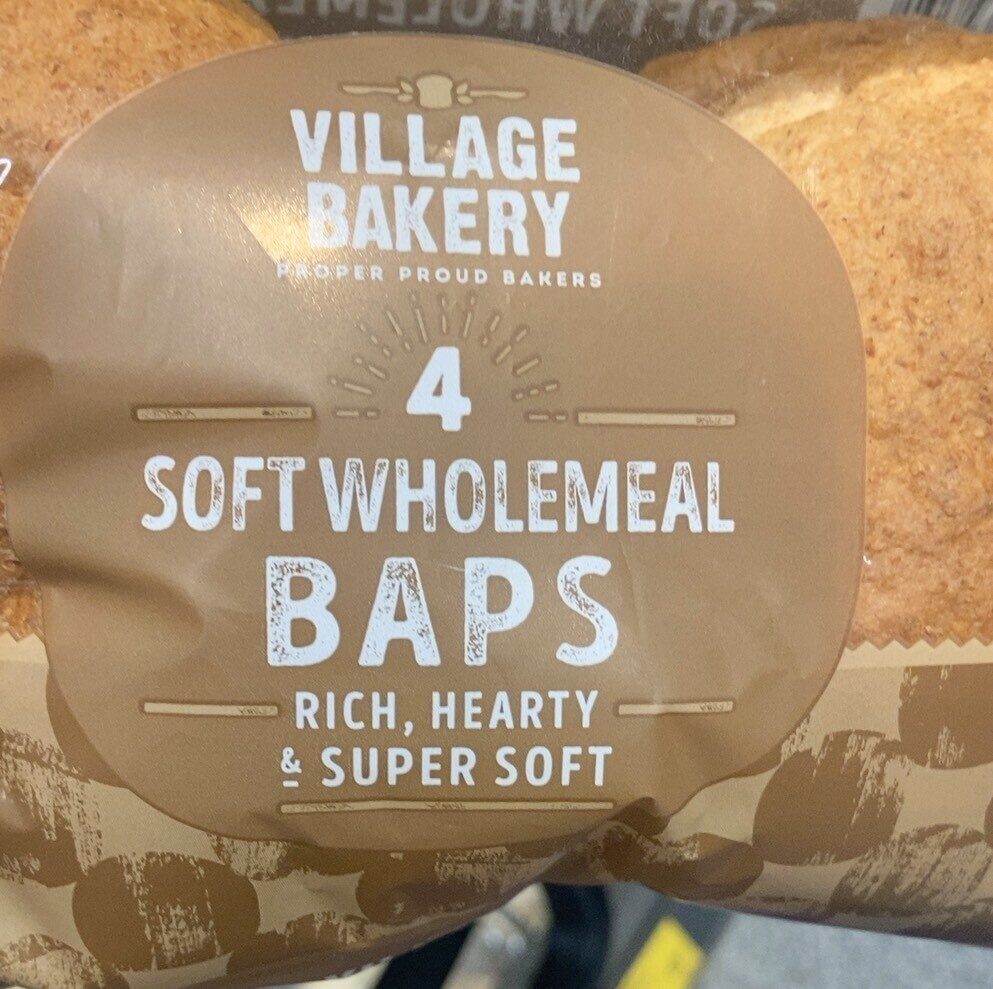 VILLAGE
BAKERY
PROPER PROUD BAKERS
4
SOFT WHOLEMEAL
BAPS
RICH, HEARTY
& SUPER SOFT